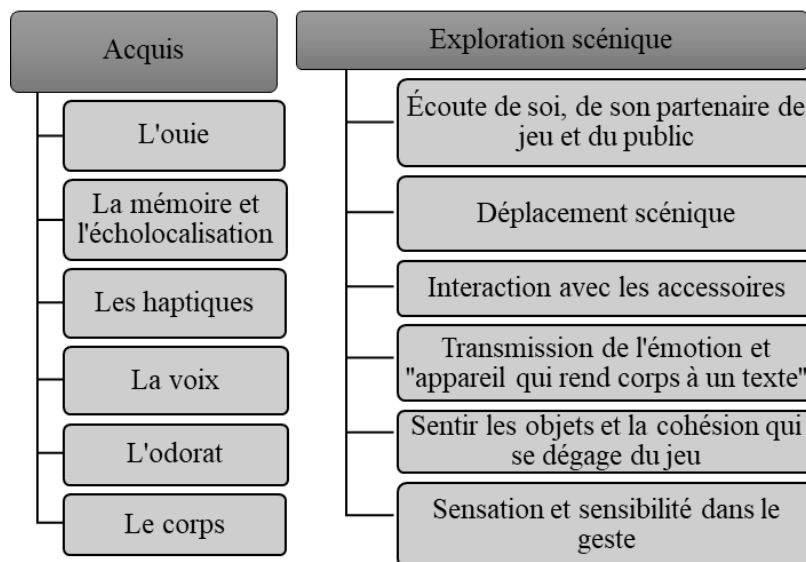 Acquis
L'ouie
La mémoire et
l'écholocalisation
Les haptiques
La voix
L'odorat
Le corps
Exploration scénique
Écoute de soi, de son partenaire de
jeu et du public
Déplacement scénique
Interaction avec les accessoires
Transmission de l'émotion et
"appareil qui rend corps à un texte"
Sentir les objets et la cohésion qui
se dégage du jeu
Sensation et sensibilité dans le
geste